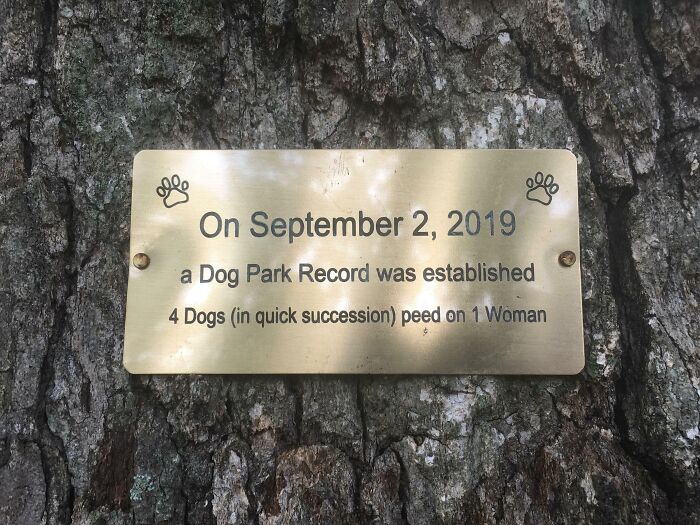 On September 2, 2019
a Dog Park Record was established
4 Dogs (in quick succession) peed on 1 Woman